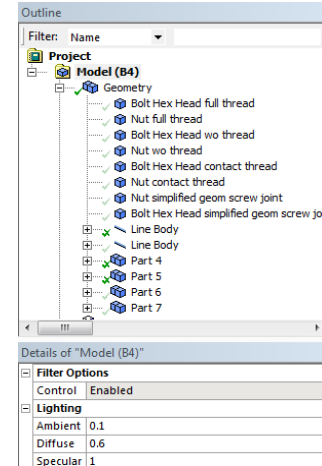 Outline
Filter: Name
Project
Model (B4)
Geometry
Bolt Hex Head full thread
Nut full thread
Bolt Hex Head wo thread
Nut wo thread
Bolt Hex Head contact thread
Nut contact thread
Nut simplified geom screw joint
Bolt Hex Head simplified geom screw jo
Line Body
Line Body
Part 4
Part 5
Part 6
Part 7
Details of "Model (B4)"
Filter Options
Control Enabled
Lighting
Ambient 0.1
Diffuse 0.6
Specular 1